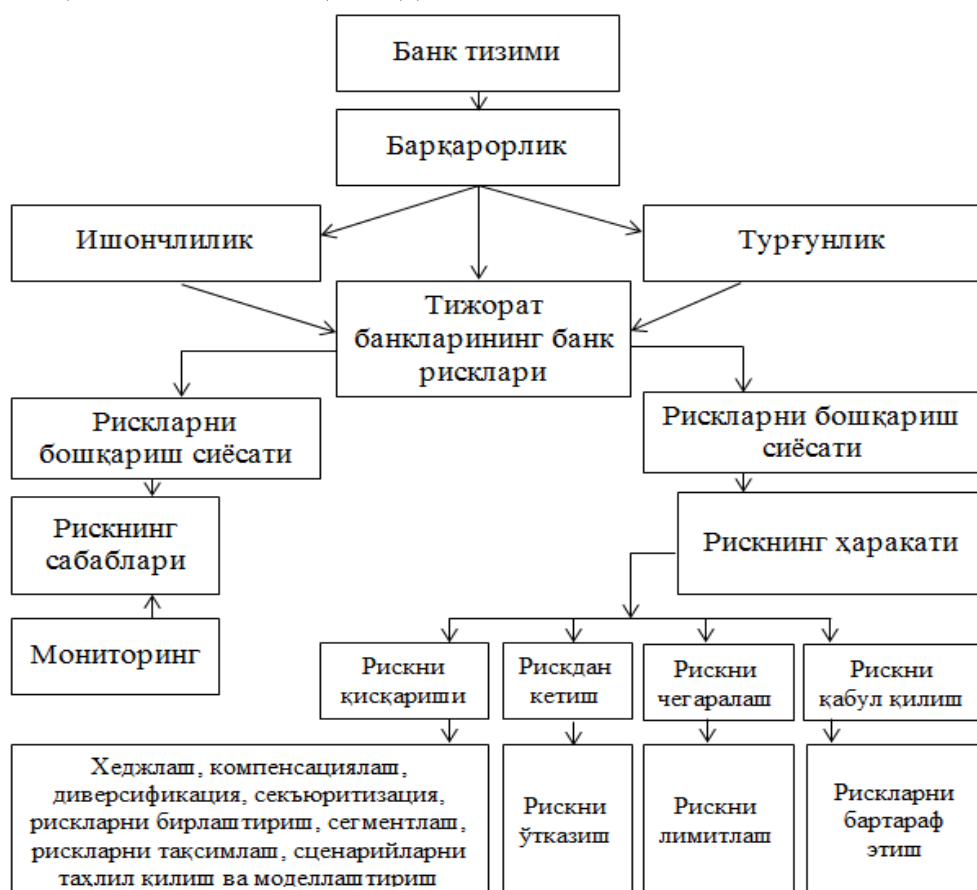 Банк тизими
Барқарорлик
Ишончлилик
Турғунлик
Тижорат
банкларининг банк
рисклари
Рискларни
бошқариш сиёсати
Рискларни бошқариш
сиёсати
Рискнинг
сабаблари
Рискнинг ҳаракати
Мониторинг
Рискни
қисқариши
Рискдан
кетиш
Рискни
чегаралаш
Рискни
қабул қилиш
Хеджлаш, компенсациялаш,
диверсификация, секъюритизация,
рискларни бирлаштириш, сегментлаш,
рискларни тақсимлаш, сценарийларни
таҳлил қилиш ва моделлаштириш
Рискни
ўтказиш
Рискни
лимитлаш
Рискларни
бартараф
этиш